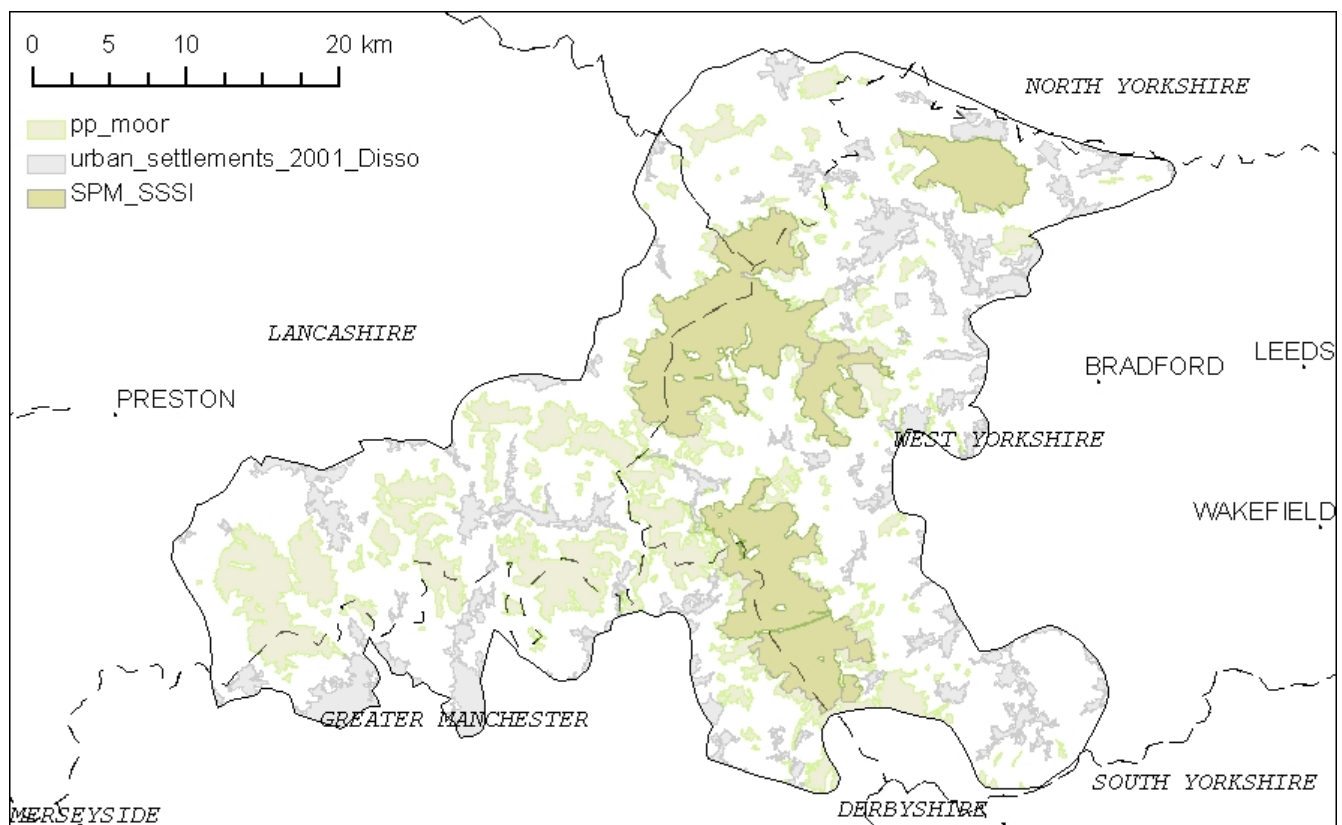 0 5 10 20 km
NORTH YORKSHIRE
pp_moor
urban_settlements_2001_Disso
SPM_SSSI
LANCASHIRE
LEEDS
BRADFORD
PRESTON
WEST YORKSHIRE
WAKEFIELD
GREATER MANCHESTER
SOUTH YORKSHIRE
DERBYSHIRE
MERSEYSIDE